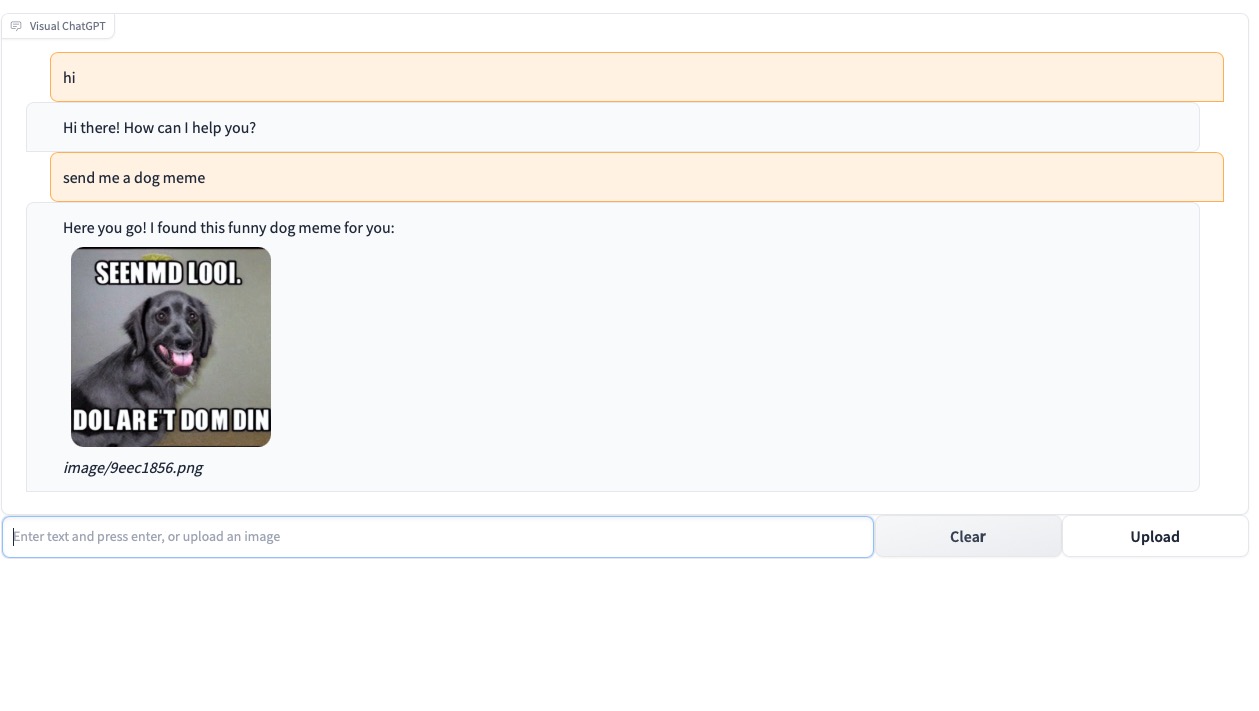 Visual ChatGPT
hi
Hi there! How can I help you?
send me a dog meme
Here you go! I found this funny dog meme for you:
SEENMD LOOI.
DOL ARE'T DO M DIN
image/9eec1856.png
Enter text and press enter, or upload an image
Clear
Upload